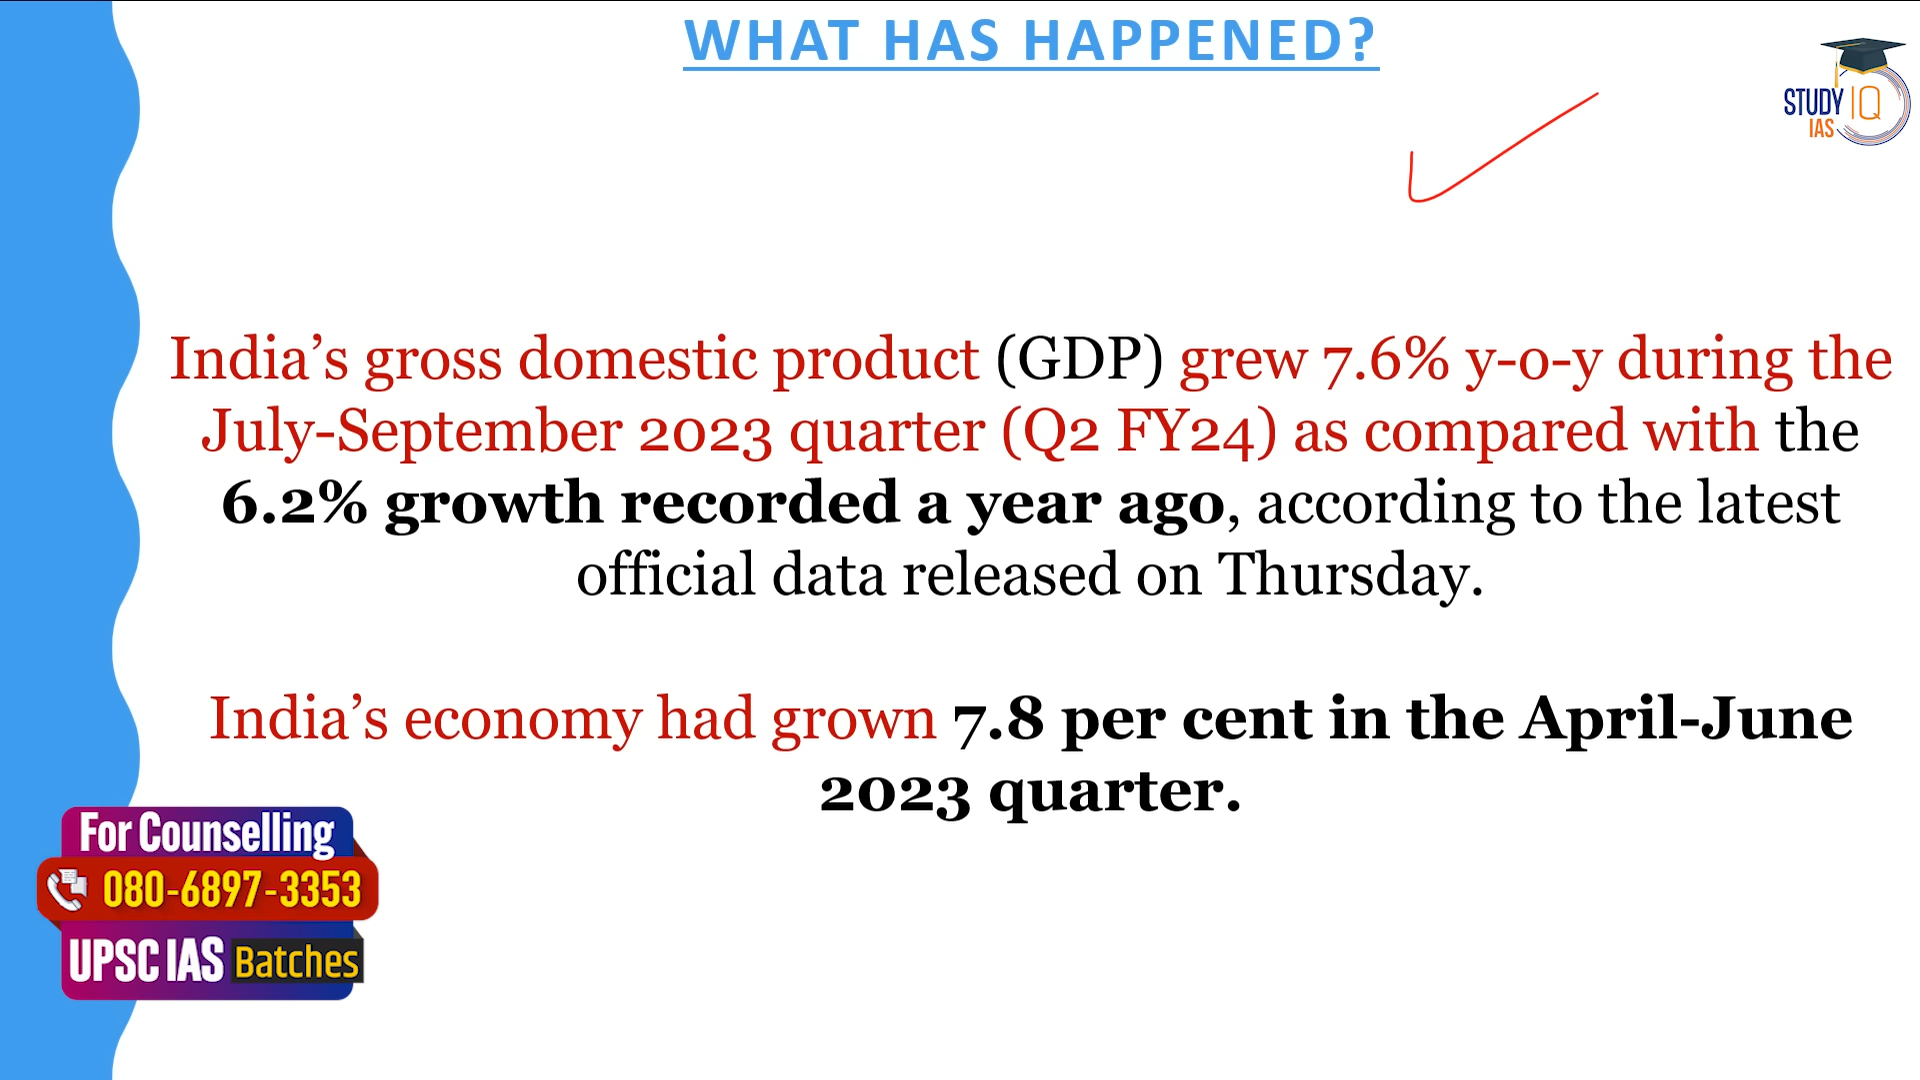 WHAT HAS HAPPENED?
STUDY IQ
IAS
India’s gross domestic product (GDP) grew 7.6% y-o-y during the
July-September 2023 quarter (Q2 FY24) as compared with the
6.2% growth recorded a year ago, according to the latest
official data released on Thursday.
India’s economy had grown 7.8 per cent in the April-June
2023 quarter.
For Counselling
080-6897-3353
UPSC IAS Batches